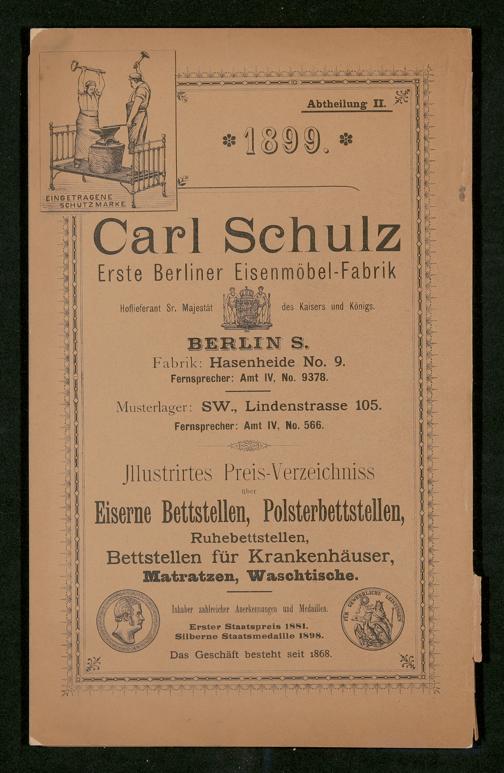 Abtheilung II.
1899.
EINGETRAGENE
SCHUTZMARKE
Carl Schulz
Erste Berliner Eisenmöbel-Fabrik
Hoflieferant Sr. Majestät des Kaisers und Königs.
BERLIN S.
Fabrik: Hasenheide No. 9.
Fernsprecher: Amt IV, No. 9378.
Musterlager: SW., Lindenstrasse 105.
Fernsprecher: Amt IV, No. 566.
Jllustrirtes Preis-Verzeichniss
über
Eiserne Bettstellen, Polsterbettstellen,
Ruhebettstellen,
Bettstellen für Krankenhäuser,
Matratzen, Waschtische.
Inhaber zahlreicher Anerkennungen und Medaillen.
Erster Staatspreis 1881.
Silberne Staatsmedaille 1898.
Das Geschäft besteht seit 1868.
FÜR GEWERBLICHE LEISTUNGEN